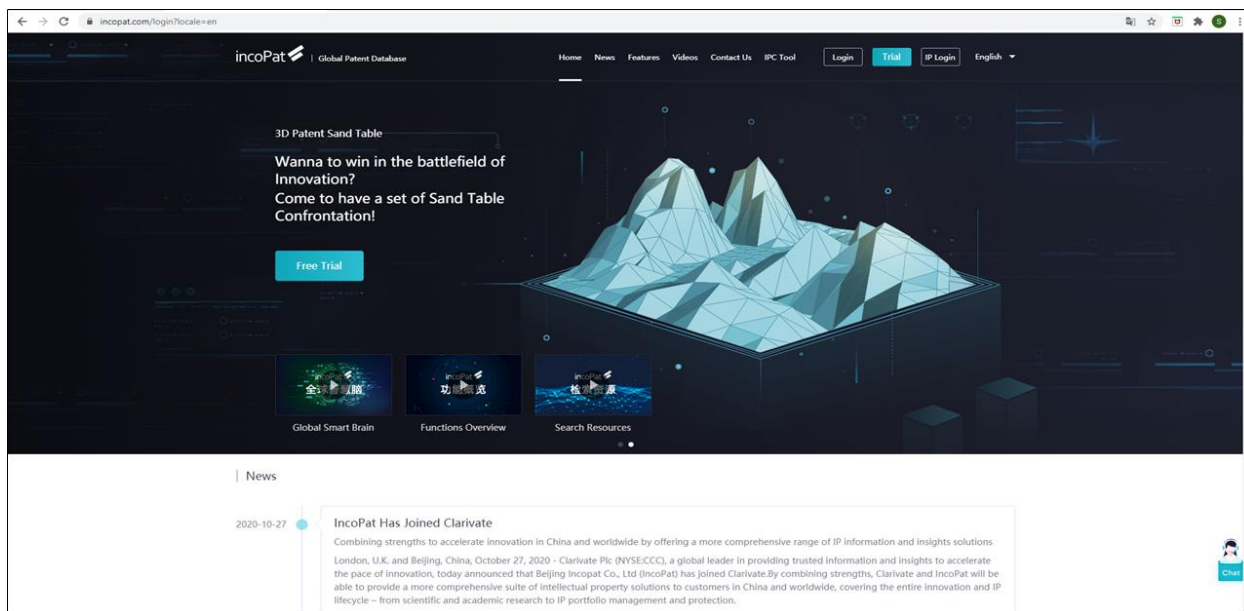 incopat.com/login?locale=en
S
incoPat | Global Patent Database
Home News Features Videos Contact Us IPC Tool Login Trial IP Login English
3D Patent Sand Table
Wanna to win in the battlefield of
Innovation?
Come to have a set of Sand Table
Confrontation!
Free Trial
incoPat incoPat incoPat
全球 脑 功能概览 检索资源
Global Smart Brain Functions Overview Search Resources
| News
2020-10-27 IncoPat Has Joined Clarivate
Combining strengths to accelerate innovation in China and worldwide by offering a more comprehensive range of IP information and insights solutions
London, U.K. and Beijing, China, October 27, 2020 - Clarivate Plc (NYSE:CCC), a global leader in providing trusted information and insights to accelerate
the pace of innovation, today announced that Beijing Incopat Co., Ltd (IncoPat) has joined Clarivate.By combining strengths, Clarivate and IncoPat will be
able to provide a more comprehensive suite of intellectual property solutions to customers in China and worldwide, covering the entire innovation and IP
lifecycle – from scientific and academic research to IP portfolio management and protection.
Chat